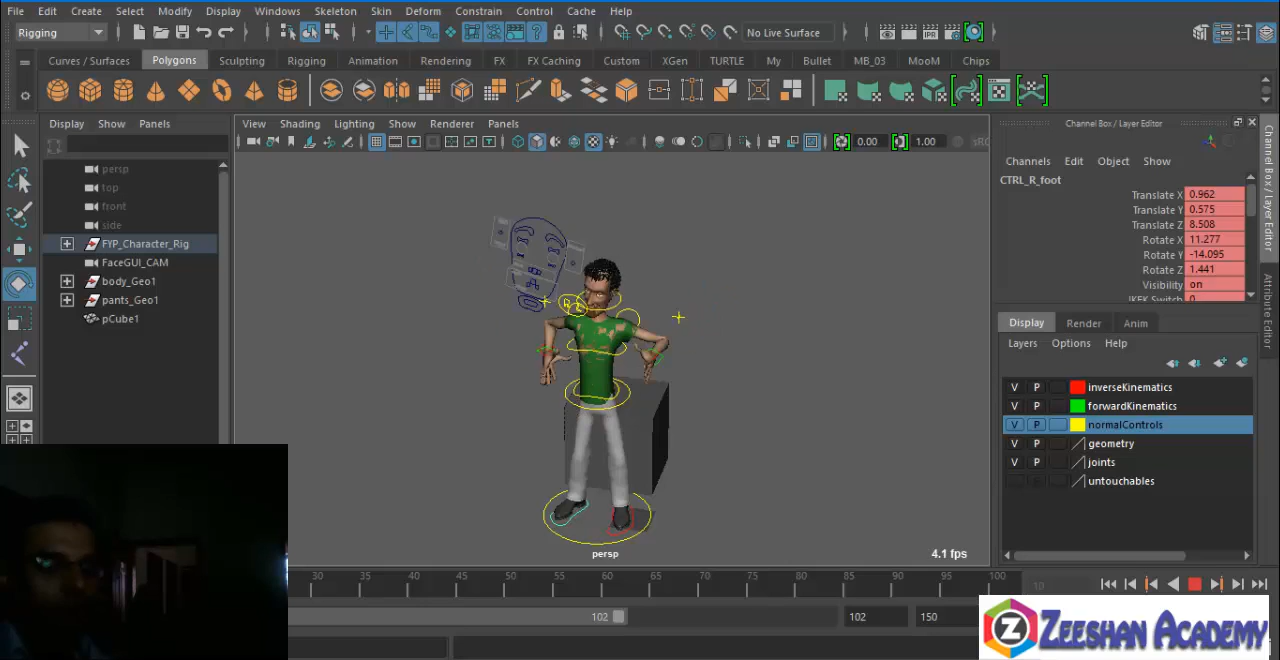 File Edit Create Select Modify Display Windows Skeleton Skin Deform Constrain Control Cache Help
Rigging
No Live Surface
Curves / Surfaces Polygons Sculpting Rigging Animation Rendering FX FX Caching Custom XGen TURTLE My Bullet MB_03 MooM Chips
Display Show Panels
View Shading Lighting Show Renderer Panels
0.00 1.00
persp
top
front
side
FYP_Character_Rig
FaceGUI_CAM
body_Geo1
pants_Geo1
pCube1
R
L
persp
4.1 fps
Channel Box / Layer Editor
Channels Edit Object Show
CTRL_R_foot
Translate X 0.962
Translate Y 0.575
Translate Z 8.508
Rotate X 11.277
Rotate Y -14.095
Rotate Z 1.441
Visibility on
IKFK Switch 0
Display Render Anim
Layers Options Help
V P inverseKinematics
V P forwardKinematics
V P normalControls
V P geometry
V P joints
untouchables
Channel Box / Layer Editor
Attribute Editor
30 35 40 45 50 55 60 65 70 75 80 85 90 95 100
10
102
102
150
Z Zeeshan Academy